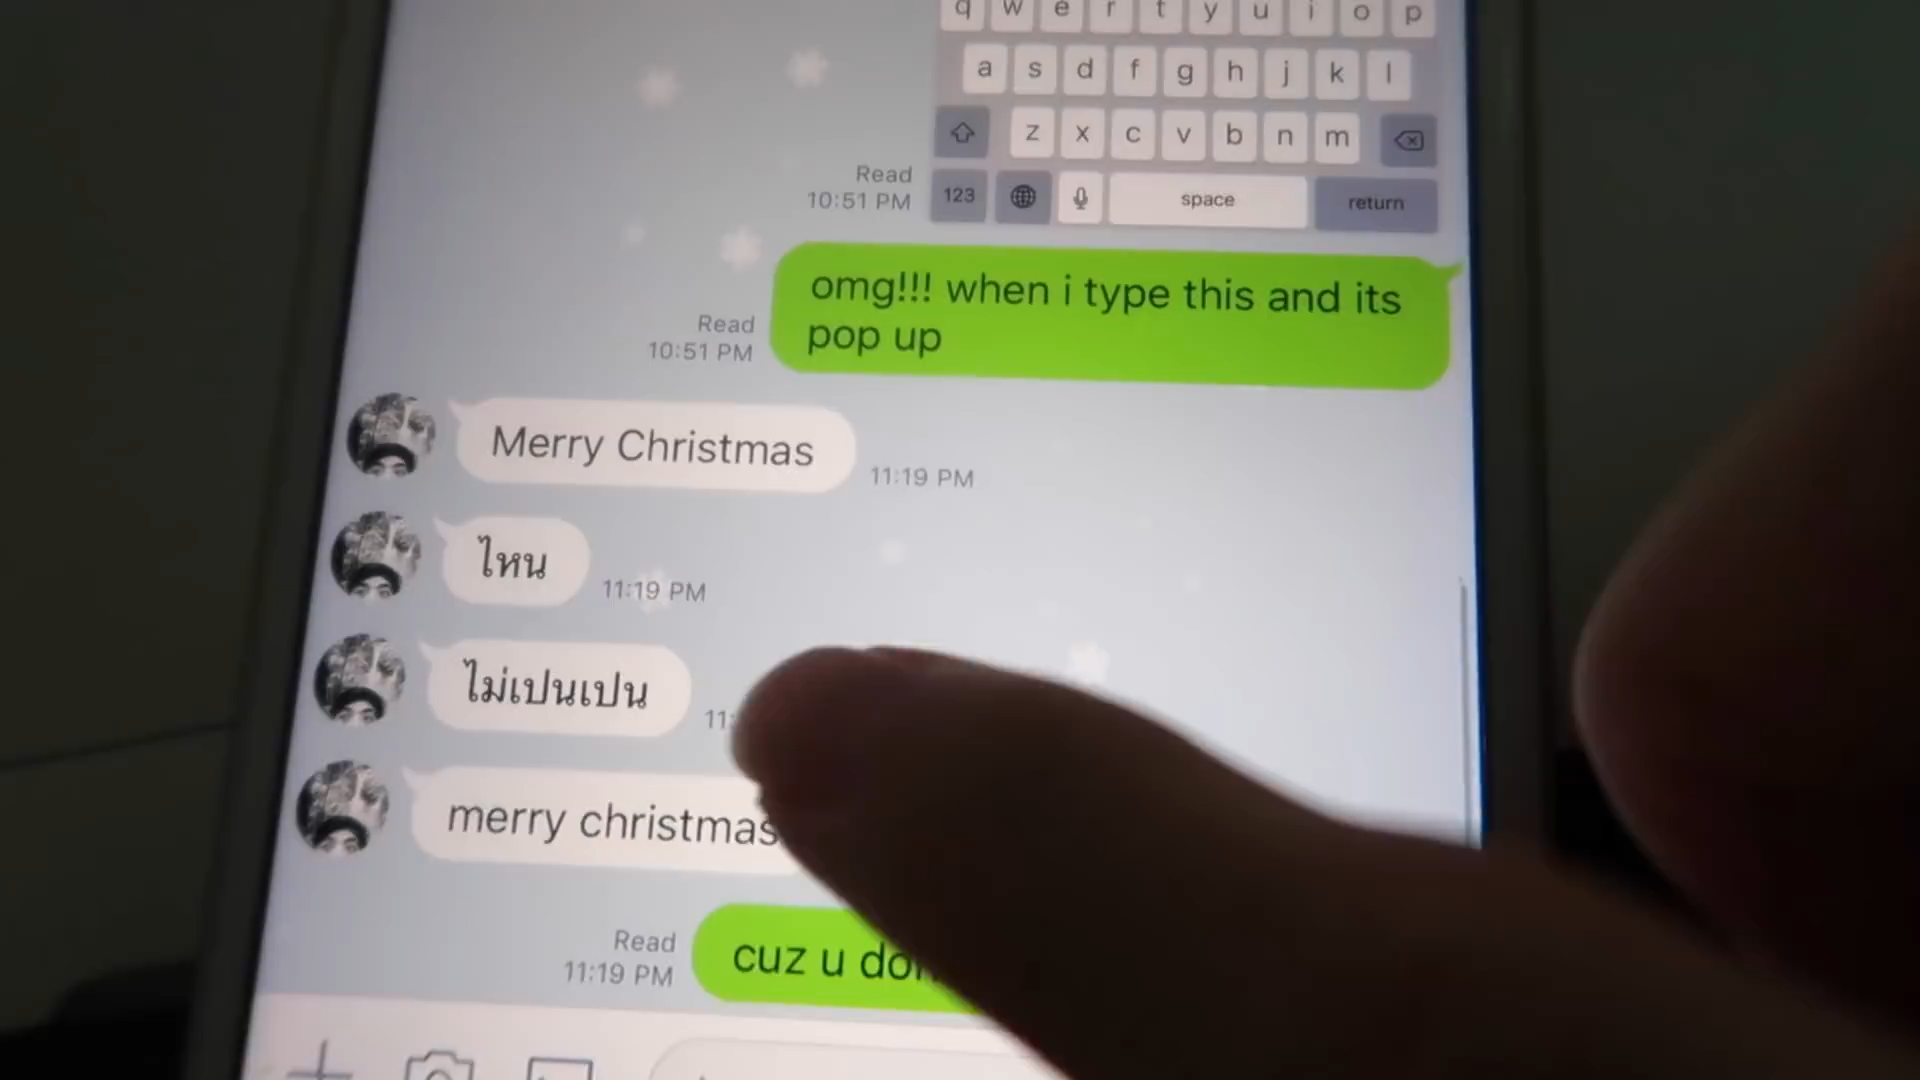 q w e r t y u i o p
a s d f g h j k l
z x c v b n m
123 space return
Read
10:51 PM
omg!!! when i type this and its
pop up
Read
10:51 PM
Merry Christmas
11:19 PM
ไหน
11:19 PM
ไม่เปนเปน
11:
merry christmas
Read
11:19 PM
cuz u